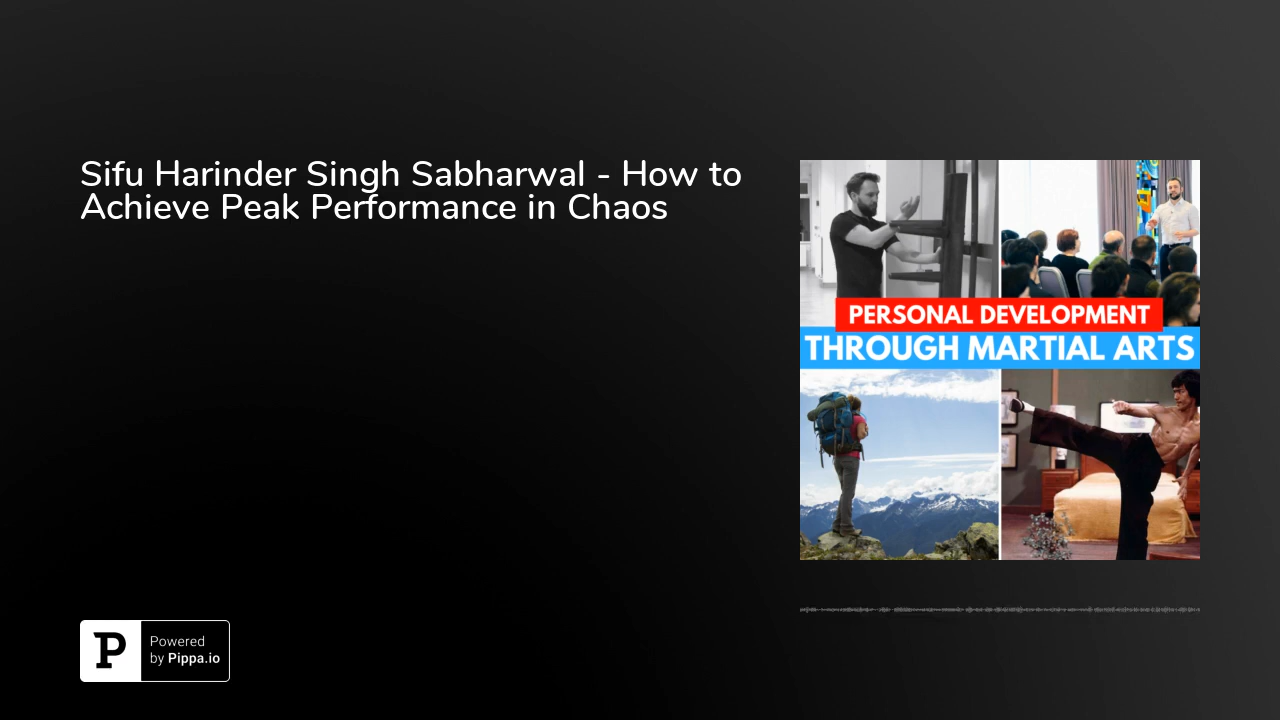 Sifu Harinder Singh Sabharwal - How to
Achieve Peak Performance in Chaos
PERSONAL DEVELOPMENT
THROUGH MARTIAL ARTS
P
Powered
by Pippa.io